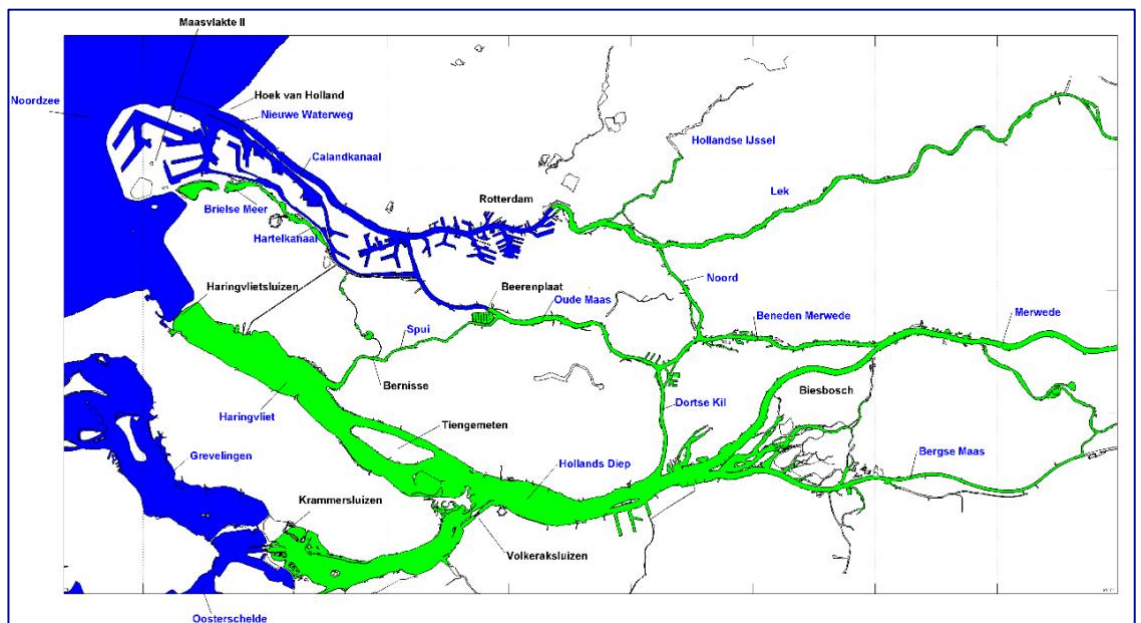 Maasvlakte II
Noordzee
Hoek van Holland
Nieuwe Waterweg
Calandkanaal
Hollandse IJssel
Lek
Brielse Meer
Rotterdam
Hartelkanaal
Noord
Haringvlietsluizen
Beerenplaat
Oude Maas
Beneden Merwede
Merwede
Spui
Bernisse
Biesbosch
Dortse Kil
Haringvliet
Tiengemeten
Grevelingen
Hollands Diep
Bergse Maas
Krammersluizen
Volkeraksluizen
Oosterschelde